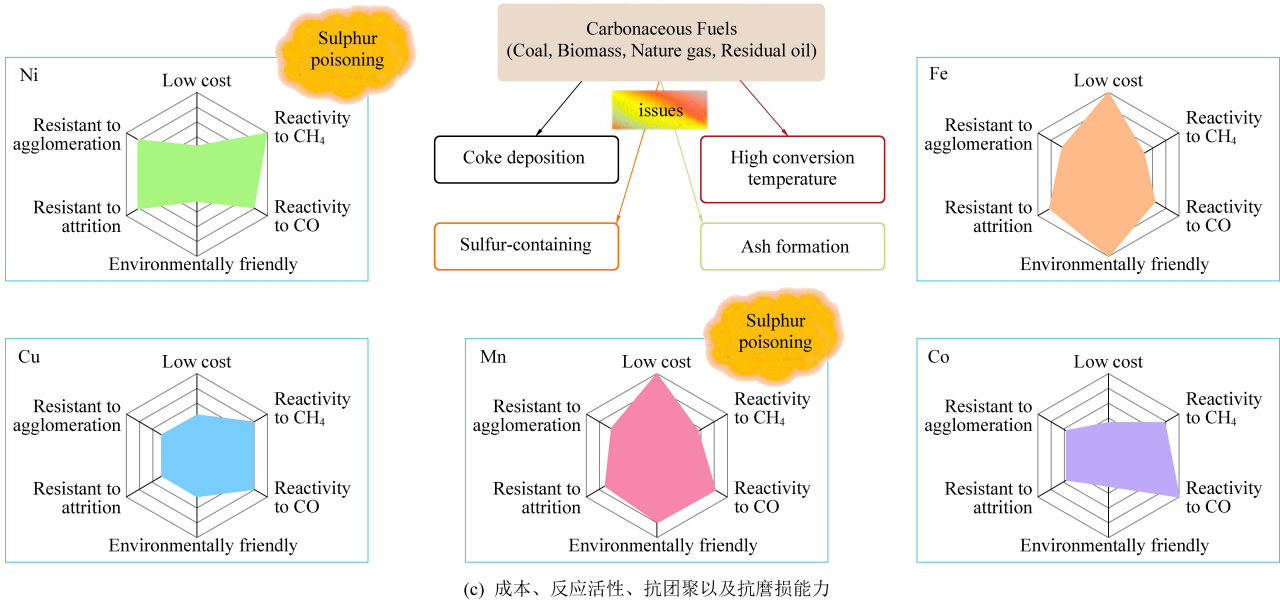 Carbonaceous Fuels
(Coal, Biomass, Nature gas, Residual oil)
issues
Coke deposition
High conversion
temperature
Sulfur-containing
Ash formation
Ni
Sulphur
poisoning
Low cost
Resistant to
agglomeration
Reactivity
to CH₄
Resistant to
attrition
Reactivity
to CO
Environmentally friendly
Fe
Low cost
Resistant to
agglomeration
Reactivity
to CH₄
Resistant to
attrition
Reactivity
to CO
Environmentally friendly
Cu
Low cost
Resistant to
agglomeration
Reactivity
to CH₄
Resistant to
attrition
Reactivity
to CO
Environmentally friendly
Mn
Sulphur
poisoning
Low cost
Resistant to
agglomeration
Reactivity
to CH₄
Resistant to
attrition
Reactivity
to CO
Environmentally friendly
Co
Low cost
Resistant to
agglomeration
Reactivity
to CH₄
Resistant to
attrition
Reactivity
to CO
Environmentally friendly
(c) 成本、反应活性、抗团聚以及抗磨损能力